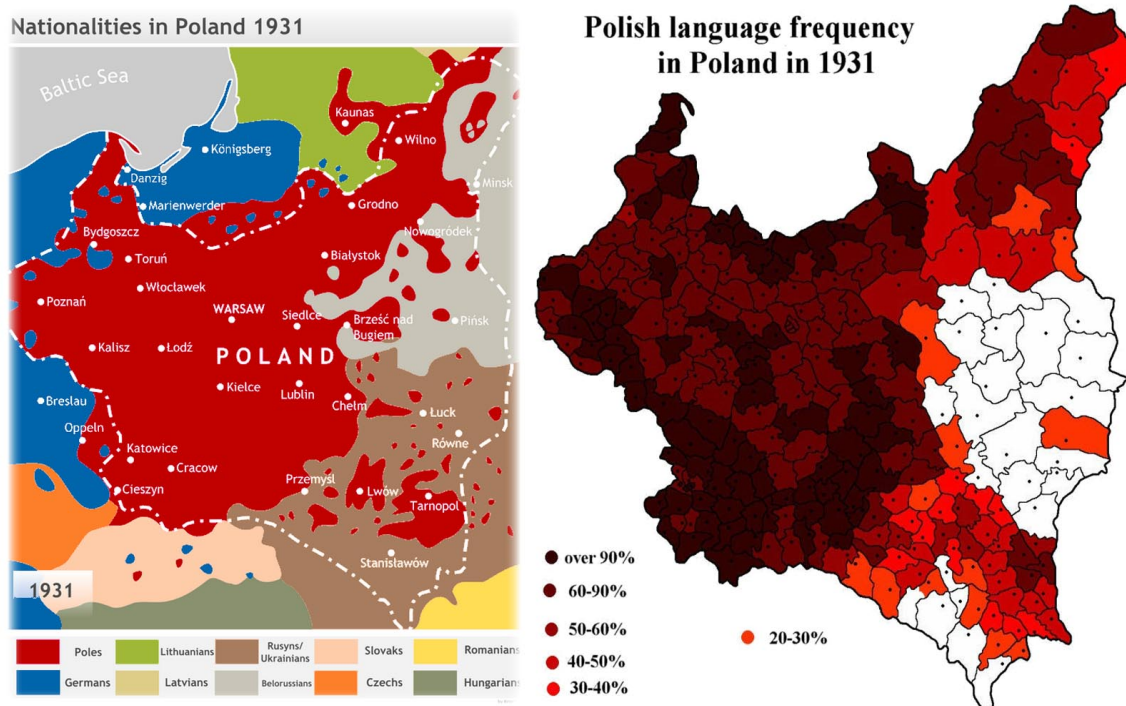 Nationalities in Poland 1931
Baltic Sea
Kaunas
Wilno
Königsberg
Danzig
Minsk
Marienwerder
Grodno
Nowogródek
Bydgoszcz
Białystok
Toruń
Włocławek
Poznań
WARSAW
Siedlce
Brześć nad
Bugiem
Pińsk
Kalisz
Łodź
POLAND
Kielce
Lublin
Chełm
Breslau
Łuck
Oppeln
Równe
Katowice
Cracow
Przemyśl
Lwów
Cieszyn
Tarnopol
Stanisławów
1931
Poles
Lithuanians
Rusyns/
Ukrainians
Slovaks
Romanians
Germans
Latvians
Belorussians
Czechs
Hungarians
Polish language frequency
in Poland in 1931
over 90%
60-90%
50-60%
40-50%
30-40%
20-30%